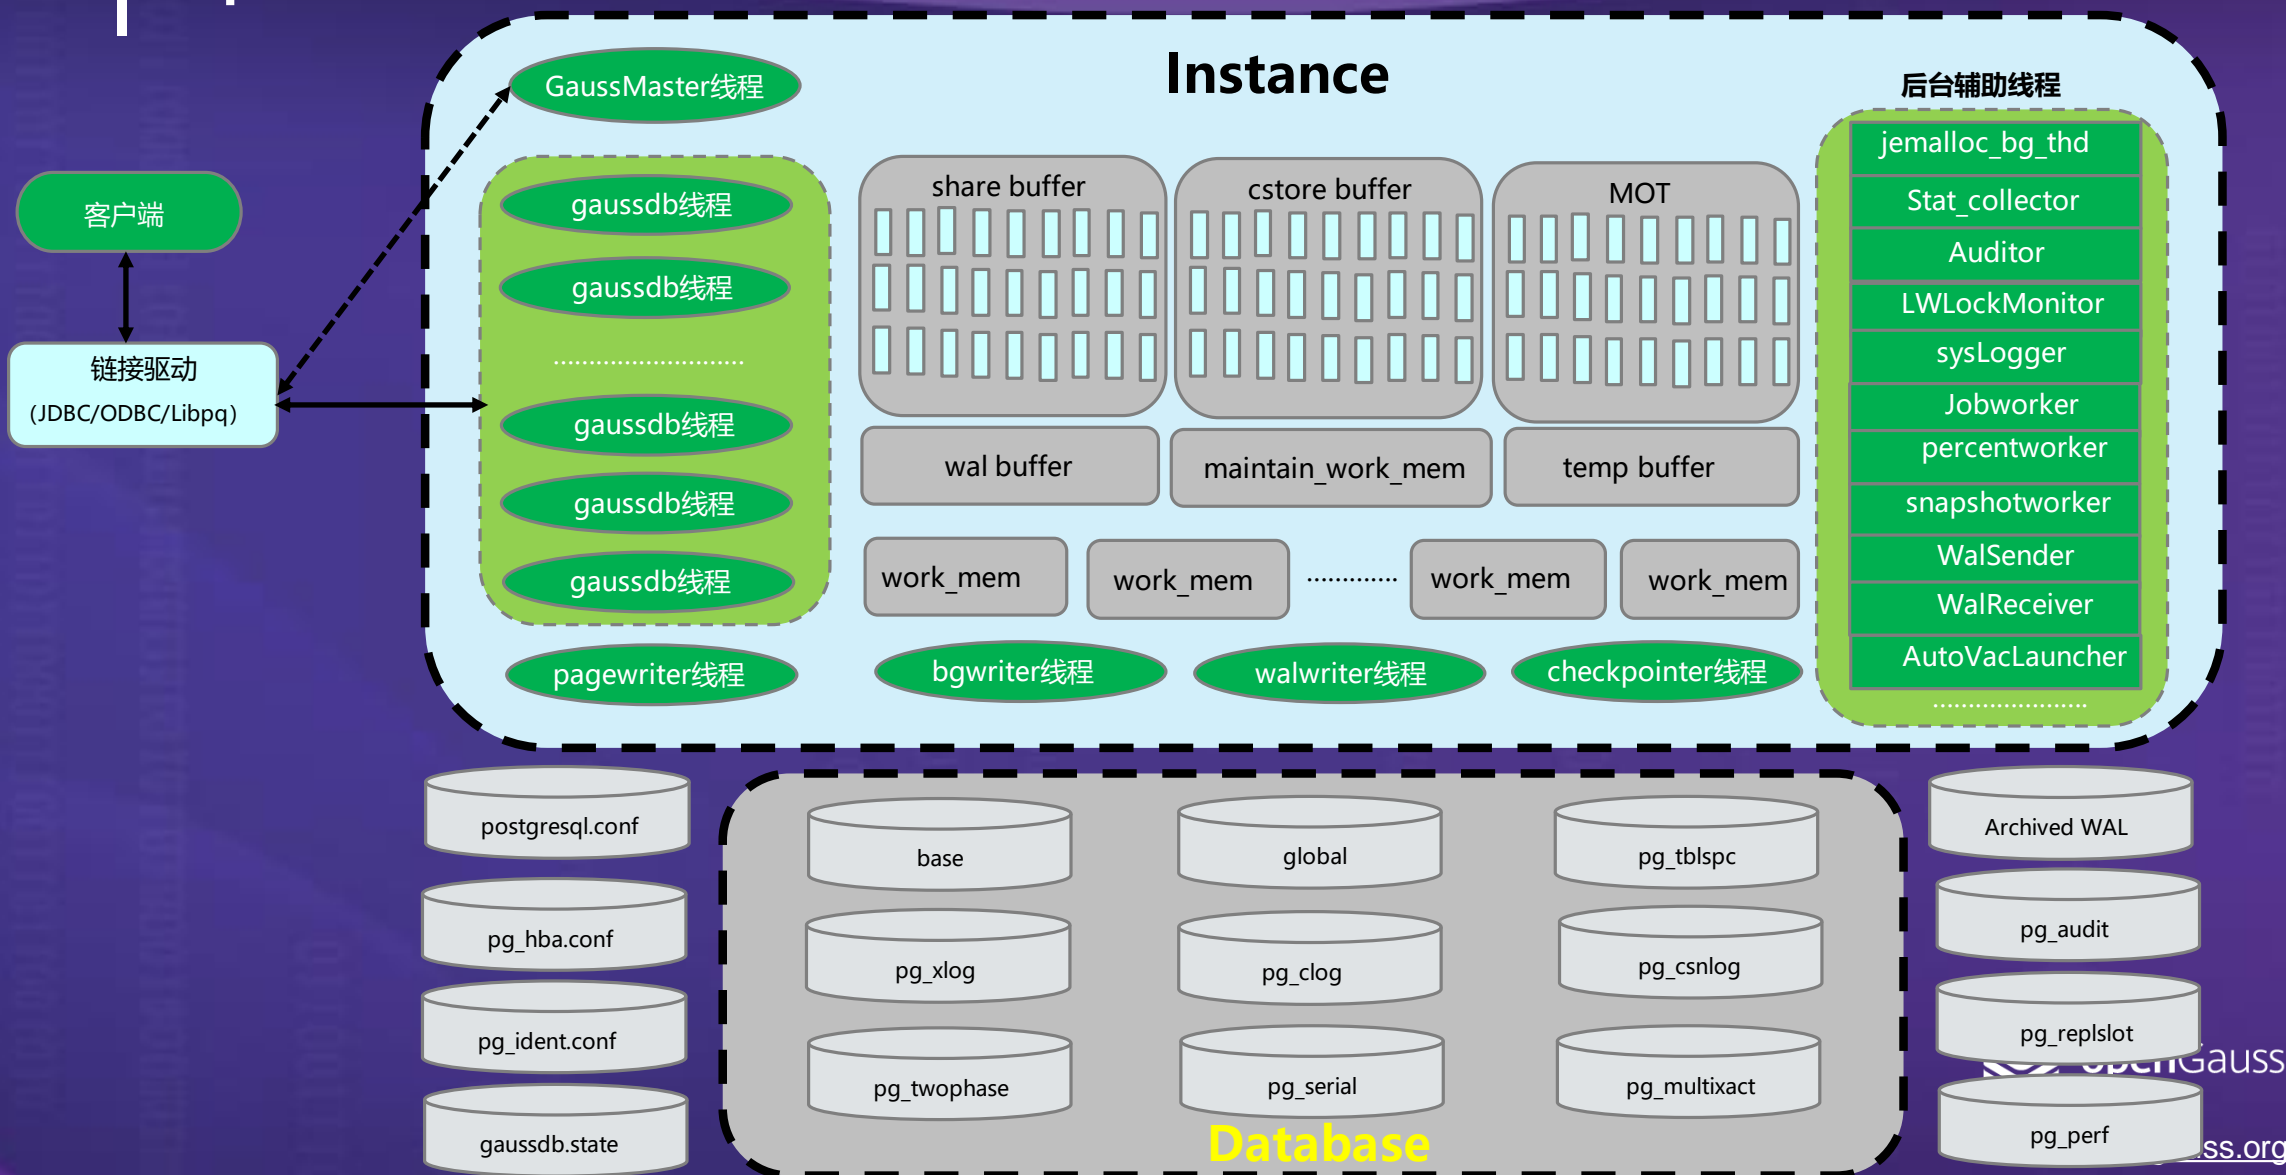 Instance
GaussMaster线程
后台辅助线程
客户端
链接驱动
(JDBC/ODBC/Libpq)
gaussdb线程
gaussdb线程
..........................
gaussdb线程
gaussdb线程
gaussdb线程
share buffer
cstore buffer
MOT
wal buffer
maintain_work_mem
temp buffer
work_mem
work_mem
.............
work_mem
work_mem
pagewriter线程
bgwriter线程
walwriter线程
checkpointer线程
jemalloc_bg_thd
Stat_collector
Auditor
LWLockMonitor
sysLogger
Jobworker
percentworker
snapshotworker
WalSender
WalReceiver
AutoVacLauncher
......................
postgresql.conf
pg_hba.conf
pg_ident.conf
gaussdb.state
base
global
pg_tblspc
pg_xlog
pg_clog
pg_csnlog
pg_twophase
pg_serial
pg_multixact
Database
Archived WAL
pg_audit
pg_replslot
openGauss
pg_perf
ss.org